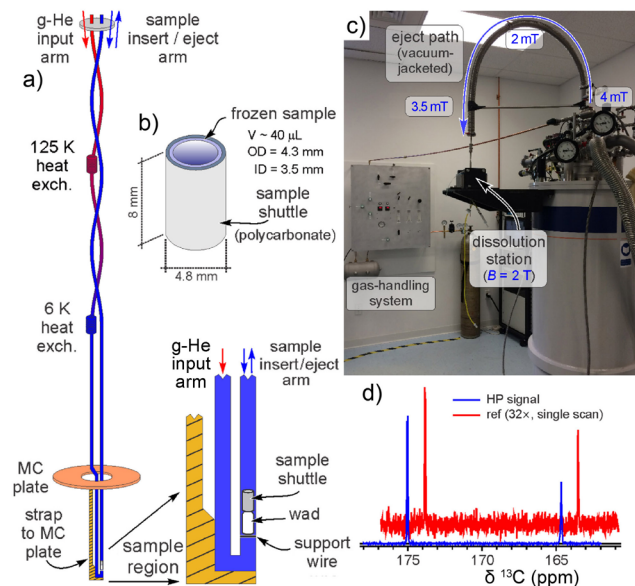 g-He
input
arm
sample
insert / eject
arm
a)
125 K
heat
exch.
6 K
heat
exch.
MC
plate
strap
to MC
plate
b)
frozen sample
V ~ 40 μL
OD = 4.3 mm
ID = 3.5 mm
sample
shuttle
(polycarbonate)
8 mm
4.8 mm
g-He
input
arm
sample
insert/eject
arm
sample
shuttle
wad
support
wire
sample
region
c)
eject path
(vacuum-
jacketed)
2 mT
3.5 mT
4 mT
dissolution
station
(B = 2 T)
gas-handling
system
d)
HP signal
ref (32×, single scan)
175
170
165
δ ¹³C (ppm)